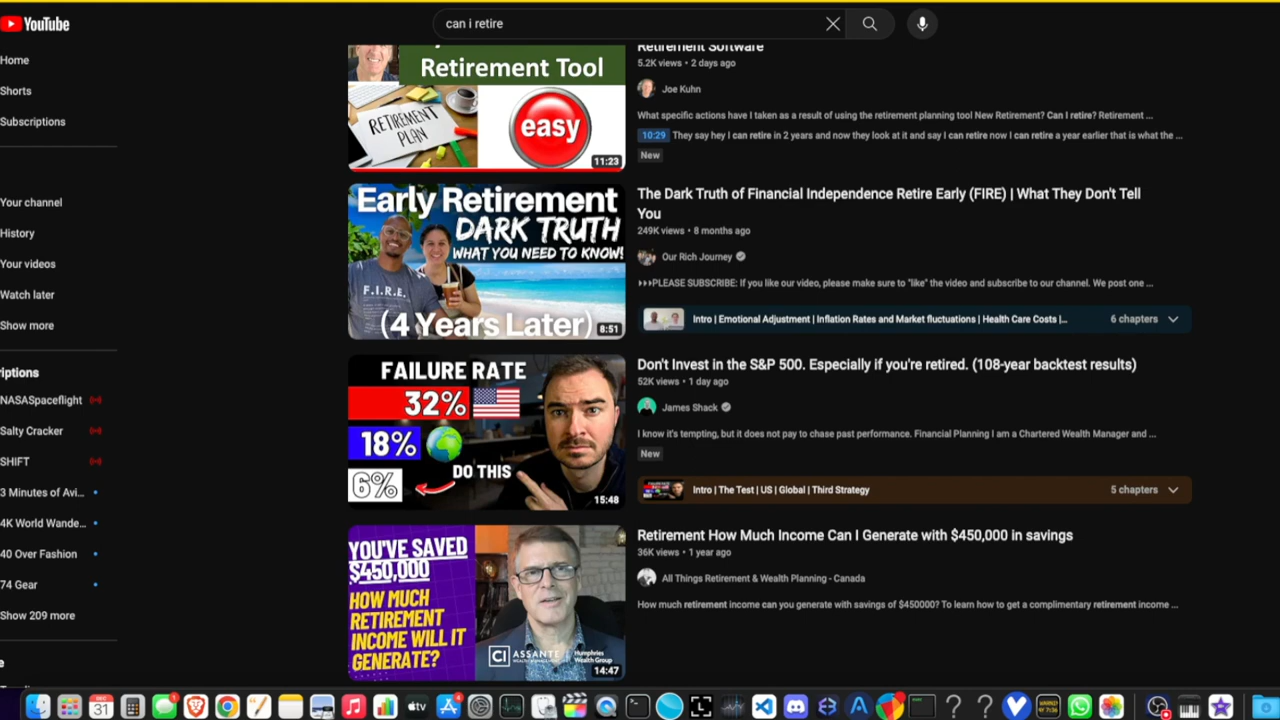 YouTube
can i retire
Home
Shorts
Subscriptions
Your channel
History
Your videos
Watch later
Show more
riptions
NASASpaceflight
Salty Cracker
SHIFT
3 Minutes of Avi...
4K World Wande...
40 Over Fashion
74 Gear
Show 209 more
e
Retirement Tool
RETIREMENT
PLAN
easy
11:23
Retirement Software
5.2K views • 2 days ago
Joe Kuhn
What specific actions have I taken as a result of using the retirement planning tool New Retirement? Can I retire? Retirement ...
10:29 They say hey I can retire in 2 years and now they look at it and say I can retire now I can retire a year earlier that is what the ...
New
Early Retirement
DARK TRUTH
WHAT YOU NEED TO KNOW!
F.I.R.E.
(4 Years Later)
8:51
The Dark Truth of Financial Independence Retire Early (FIRE) | What They Don't Tell
You
249K views • 8 months ago
Our Rich Journey
▸▸▸PLEASE SUBSCRIBE: If you like our video, please make sure to "like" the video and subscribe to our channel. We post one ...
Intro | Emotional Adjustment | Inflation Rates and Market fluctuations | Health Care Costs |... 6 chapters
FAILURE RATE
32%
18%
6%
DO THIS
15:48
Don't Invest in the S&P 500. Especially if you're retired. (108-year backtest results)
52K views • 1 day ago
James Shack
I know it's tempting, but it does not pay to chase past performance. Financial Planning I am a Chartered Wealth Manager and ...
New
Intro | The Test | US | Global | Third Strategy 5 chapters
YOU'VE SAVED
$450,000
HOW MUCH
RETIREMENT
INCOME WILL IT
GENERATE?
CI ASSANTE
WEALTH MANAGEMENT
Humphries
Wealth Group
14:47
Retirement How Much Income Can I Generate with $450,000 in savings
36K views • 1 year ago
All Things Retirement & Wealth Planning - Canada
How much retirement income can you generate with savings of $450000? To learn how to get a complimentary retirement income ...
DEC
31
1
tv
4